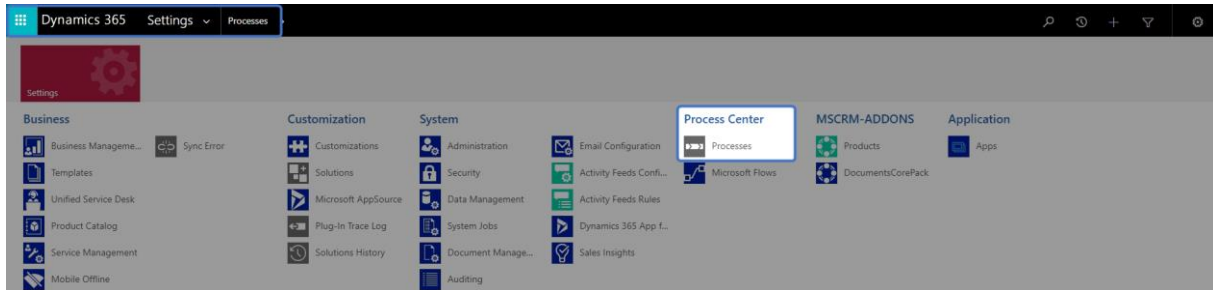 Dynamics 365 Settings Processes
Settings
Business Customization System Process Center MSCRM-ADDONS Application
Business Manageme... Sync Error Customizations Administration Email Configuration Processes Products Apps
Templates Solutions Security Activity Feeds Confi... Microsoft Flows DocumentsCorePack
Unified Service Desk Microsoft AppSource Data Management Activity Feeds Rules
Product Catalog Plug-In Trace Log System Jobs Dynamics 365 App f...
Service Management Solutions History Document Manage... Sales Insights
Mobile Offline Auditing